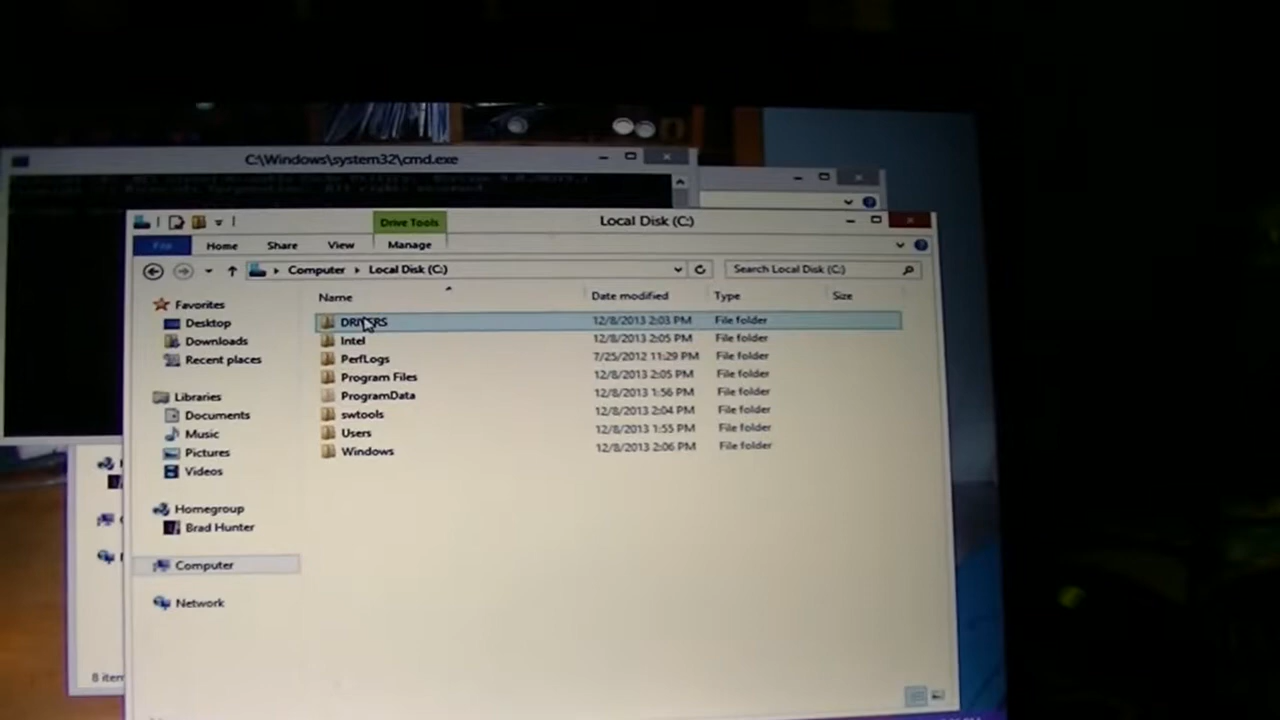 C:\Windows\system32\cmd.exe
Drive Tools
Local Disk (C:)
File Home Share View Manage
Computer Local Disk (C:)
Search Local Disk (C:)
Name Date modified Type Size
Favorites
Desktop
Downloads
Recent places
Libraries
Documents
Music
Pictures
Videos
Homegroup
Brad Hunter
Computer
Network
DRIVERS 12/8/2013 2:03 PM File folder
Intel 12/8/2013 2:05 PM File folder
PerfLogs 7/25/2012 11:29 PM File folder
Program Files 12/8/2013 2:05 PM File folder
ProgramData 12/8/2013 1:56 PM File folder
swtools 12/8/2013 2:04 PM File folder
Users 12/8/2013 1:55 PM File folder
Windows 12/8/2013 2:06 PM File folder
8 item